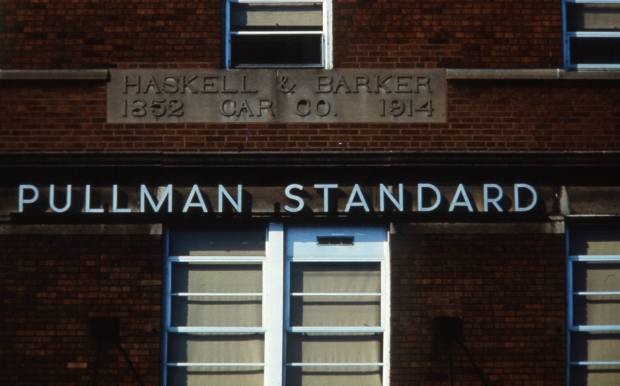 HASKELL & BARKER
1852 CAR CO. 1914
PULLMAN STANDARD